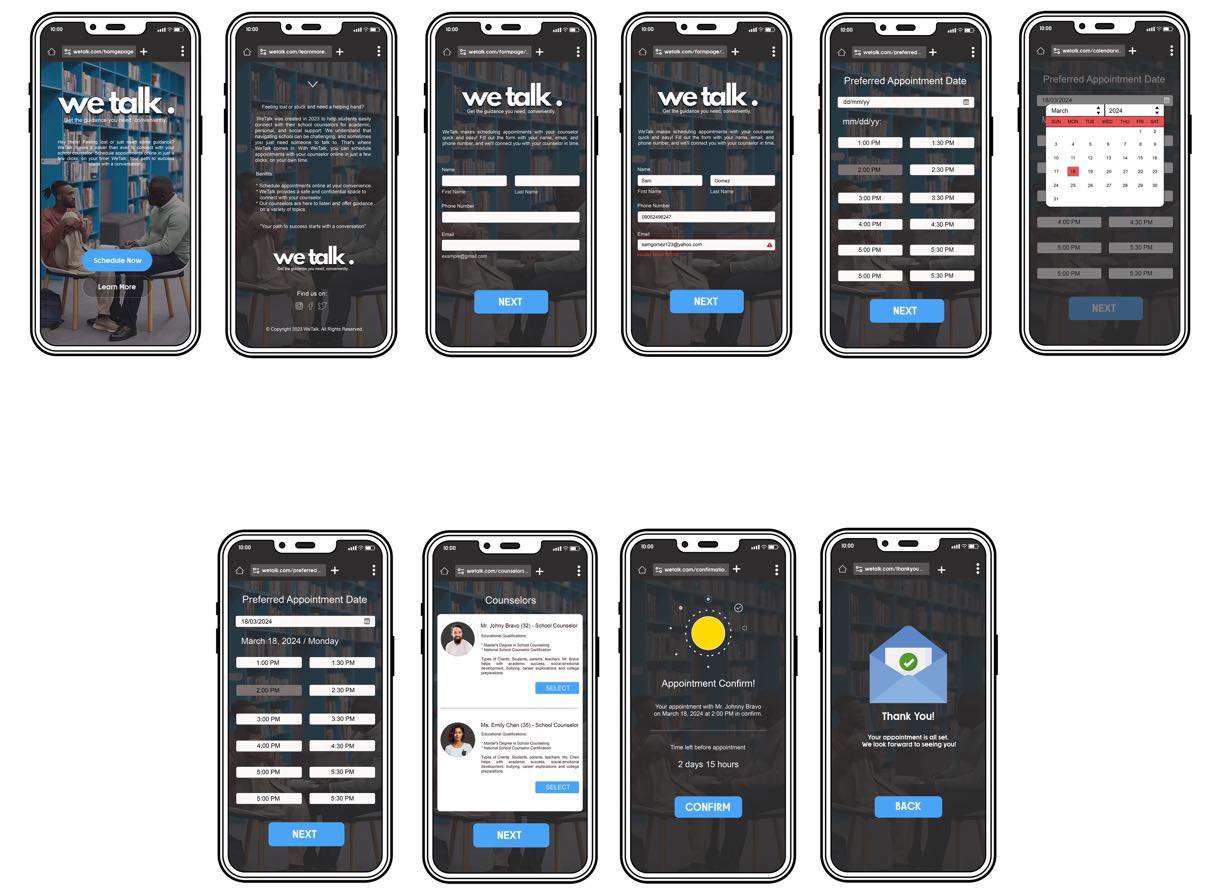 10:00
wetalk.com/homgepage
we talk.
Get the guidance you need, conveniently.
Hey there! Feeling lost or just need some guidance?
WeTalk makes it easier than ever to connect with your
school counselor. Schedule appointments online in just a
few clicks, on your time! WeTalk: Your path to success
starts with a conversation.
Schedule Now
Learn More
10:00
wetalk.com/learnmore..
Feeling lost or stuck and need a helping hand?
WeTalk was created in 2023 to help students easily
connect with their school counselors for academic,
personal, and social support. We understand that
navigating school can be challenging, and sometimes
you just need someone to talk to. That's where
WeTalk comes in. With WeTalk, you can schedule
appointments with your counselor online in just a few
clicks, on your own time.
Benifits
* Schedule appointments online at your convenience.
* WeTalk provides a safe and confidential space to
connect with your counselor.
* Our counselors are here to listen and offer guidance
on a variety of topics.
"Your path to success starts with a conversation"
we talk.
Get the guidance you need, conveniently.
Find us on:
© Copyright 2023 WeTalk. All Rights Reserved.
10:00
wetalk.com/formpage/..
we talk.
Get the guidance you need, conveniently.
WeTalk makes scheduling appointments with your counselor
quick and easy! Fill out the form with your name, email, and
phone number, and we'll connect you with your counselor in time.
Name
First Name Last Name
Phone Number
Email
example@gmail.com
NEXT
10:00
wetalk.com/formpage/..
we talk.
Get the guidance you need, conveniently.
WeTalk makes scheduling appointments with your counselor
quick and easy! Fill out the form with your name, email, and
phone number, and we'll connect you with your counselor in time.
Name
Sam Gomez
First Name Last Name
Phone Number
09052498247
Email
samgomez123@yahoo.com
NEXT
10:00
wetalk.com/preferred..
Preferred Appointment Date
dd/mm/yy
mm/dd/yy:
1:00 PM 1:30 PM
2:00 PM 2:30 PM
3:00 PM 3:30 PM
4:00 PM 4:30 PM
5:00 PM 5:30 PM
5:00 PM 5:30 PM
NEXT
10:00
wetalk.com/calendarvi..
Preferred Appointment Date
18/03/2024
March 2024
SUN MON TUE WED THU FRI SAT
1 2
3 4 5 6 7 8 9
10 11 12 13 14 15 16
17 18 19 20 21 22 23
24 25 26 27 28 29 30
31
4:00 PM 4:30 PM
5:00 PM 5:30 PM
5:00 PM 5:30 PM
NEXT
10:00
wetalk.com/preferred ..
Preferred Appointment Date
18/03/2024
March 18, 2024 / Monday
1:00 PM 1:30 PM
2:00 PM 2:30 PM
3:00 PM 3:30 PM
4:00 PM 4:30 PM
5:00 PM 5:30 PM
5:00 PM 5:30 PM
NEXT
10:00
wetalk.com/counselors ..
Counselors
Mr. Johny Bravo (32) - School Counselor
Educational Qualifications:
* Master's Degree in School Counseling
* National School Counselor Certification
Types of Clients: Students, parents, teachers. Mr. Bravo
helps with academic success, social-emotional
development, bullying, career explorations and college
preparations.
SELECT
Ms. Emily Chen (35) - School Counselor
Educational Qualifications:
* Master's Degree in School Counseling
* National School Counselor Certification
Types of Clients: Students, parents, teachers. Ms. Chen
helps with academic success, social-emotional
development, bullying, career explorations and college
preparations.
SELECT
NEXT
10:00
wetalk.com/confirmatio..
Appointment Confirm!
Your appointment with Mr. Johnny Bravo
on March 18, 2024 at 2:00 PM in confirm.
Time left before appointment
2 days 15 hours
CONFIRM
10:00
wetalk.com/thankyou ..
Thank You!
Your appointment is all set.
We look forward to seeing you!
BACK